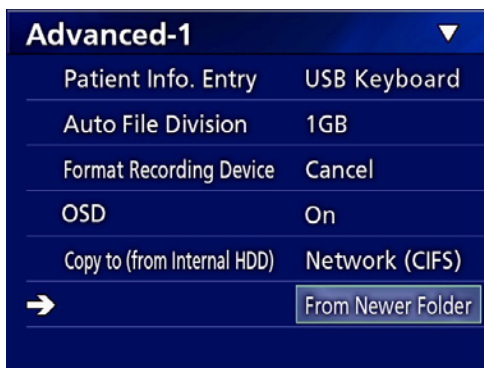 Advanced-1
Patient Info. Entry USB Keyboard
Auto File Division 1GB
Format Recording Device Cancel
OSD On
Copy to (from Internal HDD) Network (CIFS)
From Newer Folder